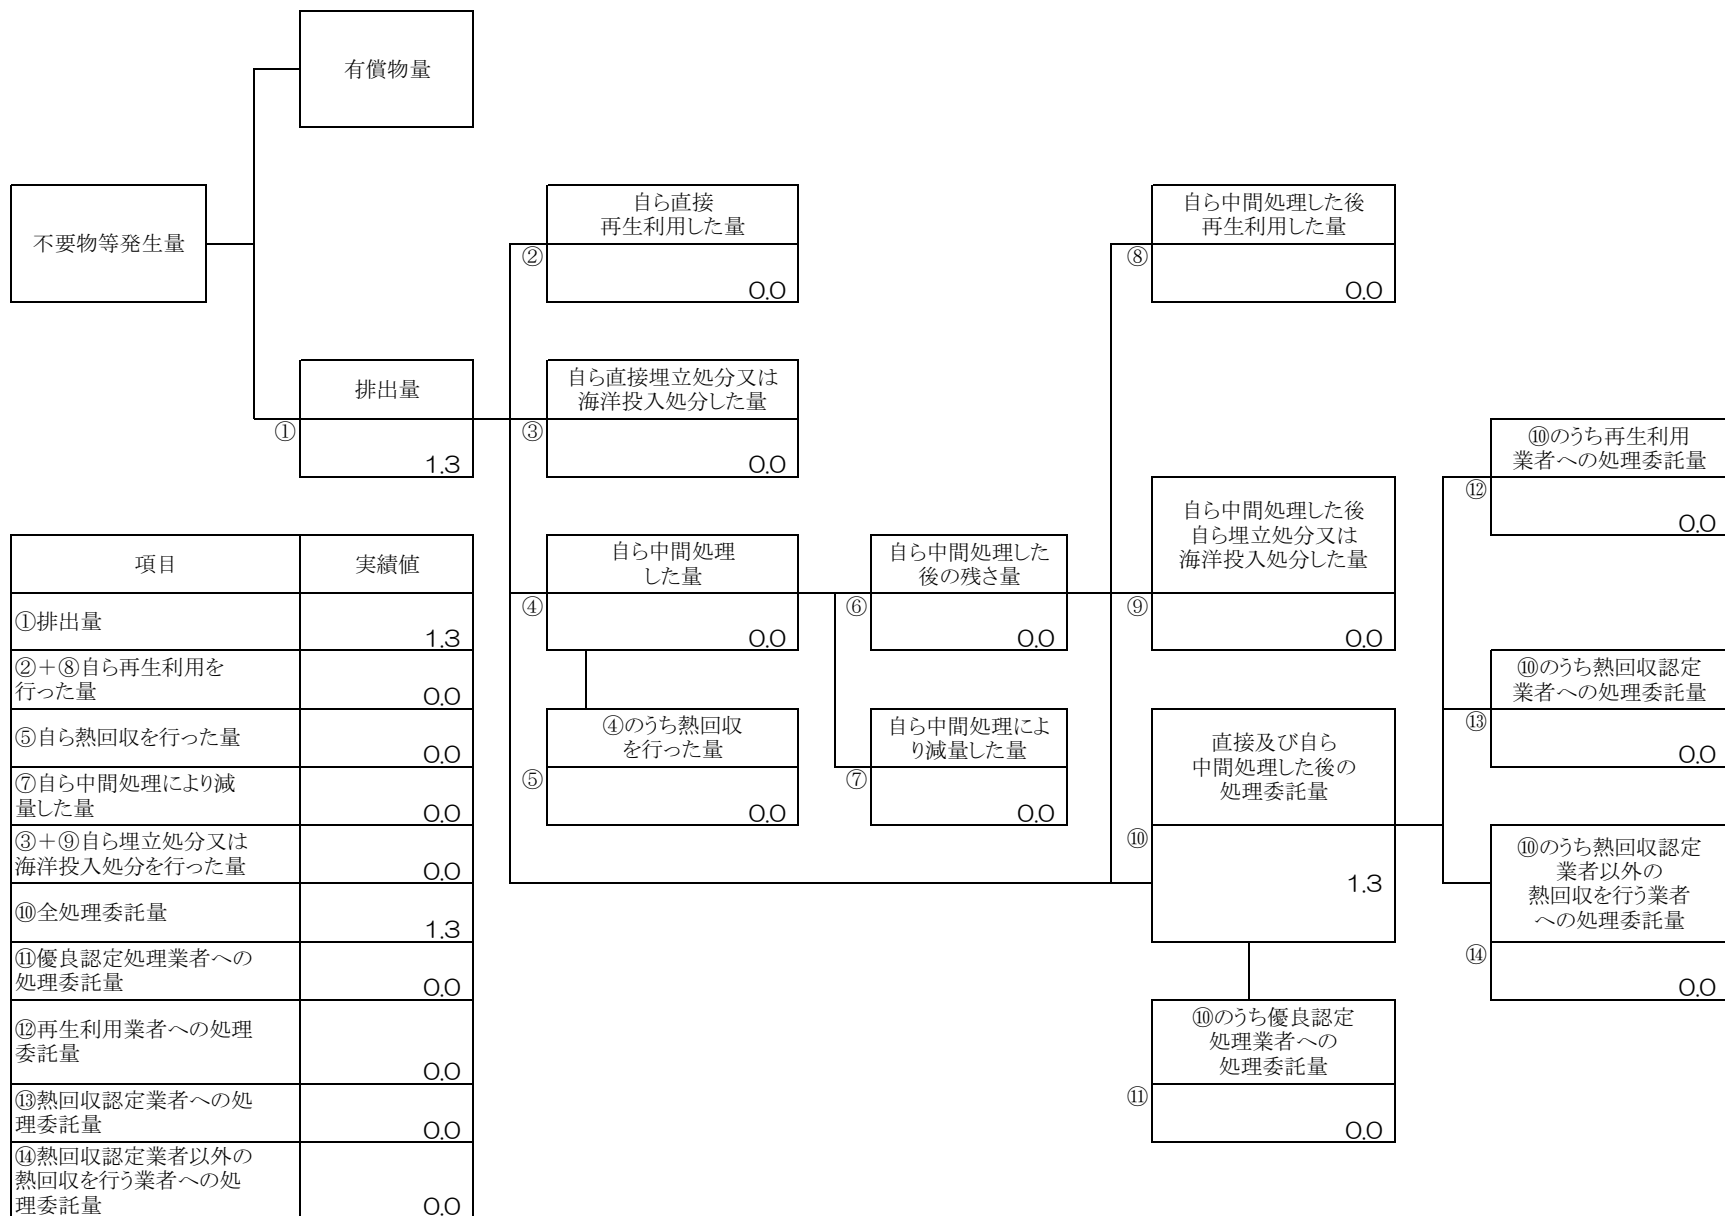 有償物量
不要物等発生量
自ら直接
再生利用した量
②
0.0
自ら中間処理した後
再生利用した量
⑧
0.0
排出量
①
1.3
自ら直接埋立処分又は
海洋投入処分した量
③
0.0
⑩のうち再生利用
業者への処理委託量
⑫
0.0
自ら中間処理
した量
④
0.0
自ら中間処理した
後の残さ量
⑥
0.0
自ら中間処理した後
自ら埋立処分又は
海洋投入処分した量
⑨
0.0
⑩のうち熱回収認定
業者への処理委託量
⑬
0.0
④のうち熱回収
を行った量
⑤
0.0
自ら中間処理によ
り減量した量
⑦
0.0
直接及び自ら
中間処理した後の
処理委託量
⑩
1.3
⑩のうち熱回収認定
業者以外の
熱回収を行う業者
への処理委託量
⑭
0.0
⑩のうち優良認定
処理業者への
処理委託量
⑪
0.0
項目 実績値
①排出量
1.3
②＋⑧自ら再生利用を
行った量
0.0
⑤自ら熱回収を行った量
0.0
⑦自ら中間処理により減
量した量
0.0
③＋⑨自ら埋立処分又は
海洋投入処分を行った量
0.0
⑩全処理委託量
1.3
⑪優良認定処理業者への
処理委託量
0.0
⑫再生利用業者への処理
委託量
0.0
⑬熱回収認定業者への処
理委託量
0.0
⑭熱回収認定業者以外の
熱回収を行う業者への処
理委託量
0.0